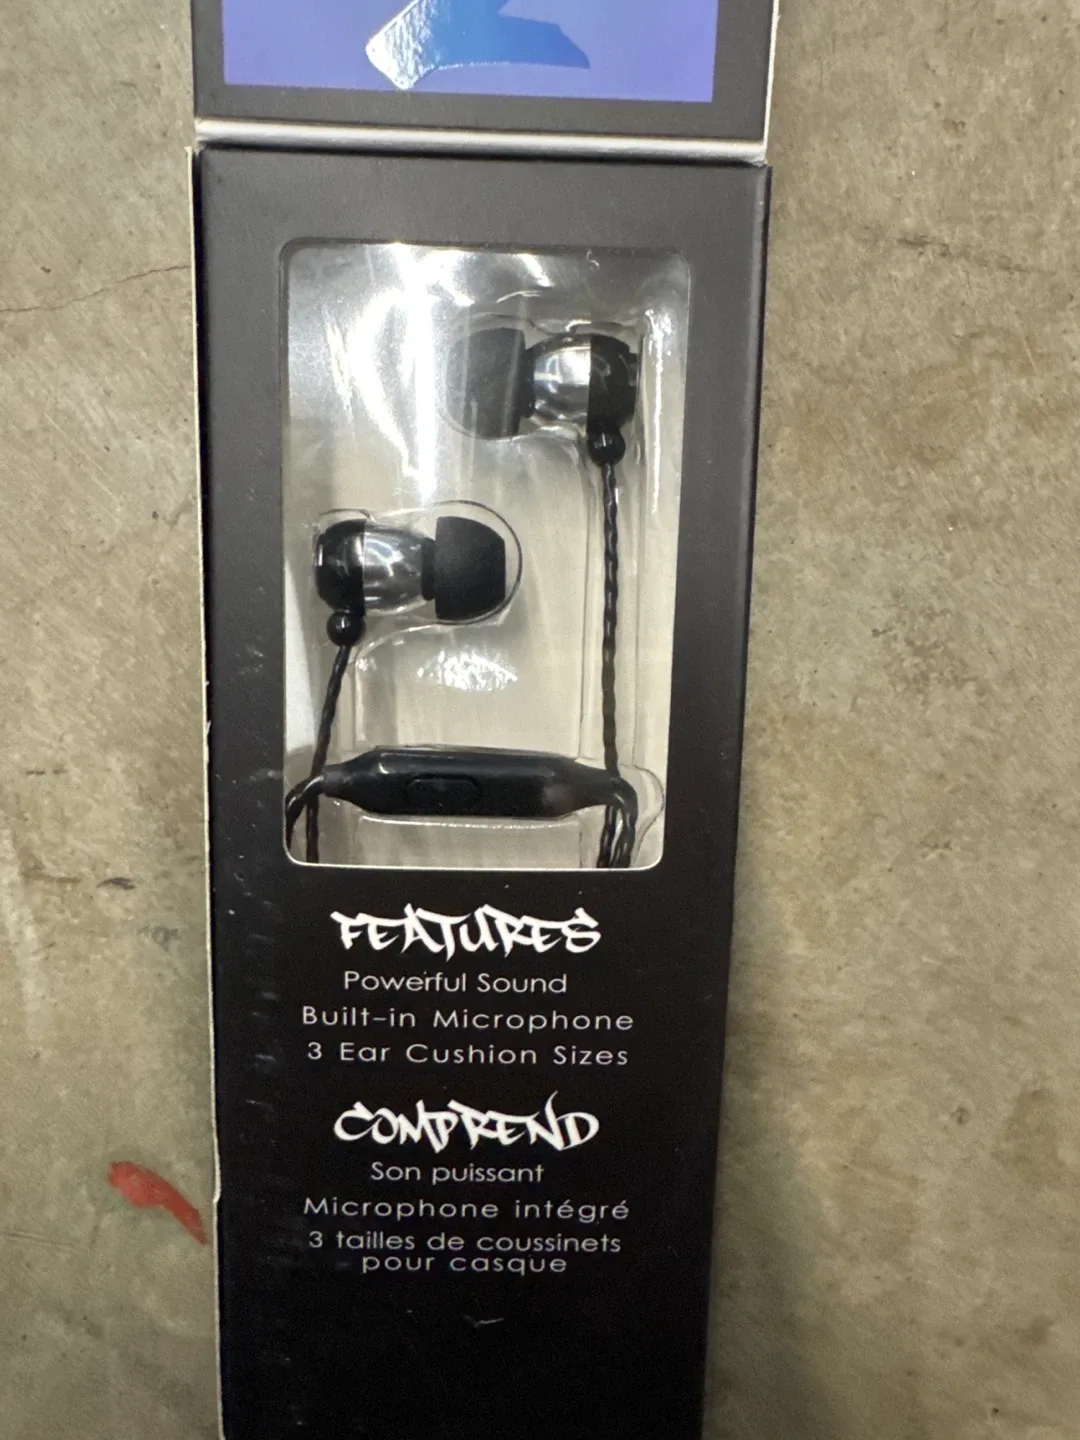 FEATURES
Powerful Sound
Built-in Microphone
3 Ear Cushion Sizes
COMPREND
Son puissant
Microphone intégré
3 tailles de coussinets
pour casque